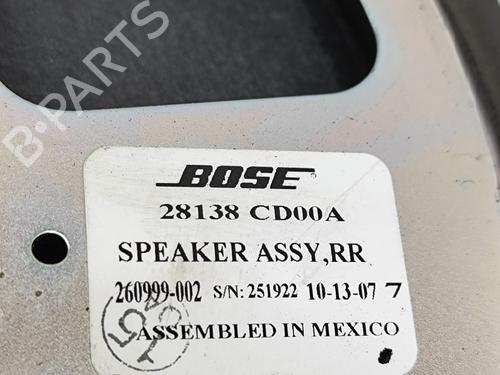 B-PARTS
BOSE
28138 CD00A
SPEAKER ASSY,RR
260999-002 S/N: 251922 10-13-07 7
ASSEMBLED IN MEXICO